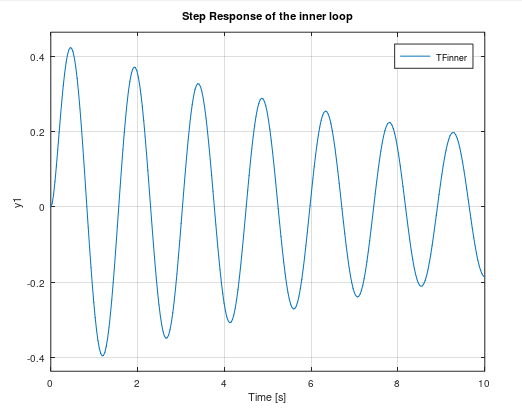 Step Response of the inner loop
TFinner
0.4
0.2
0
-0.2
-0.4
y1
0 2 4 6 8 10
Time [s]